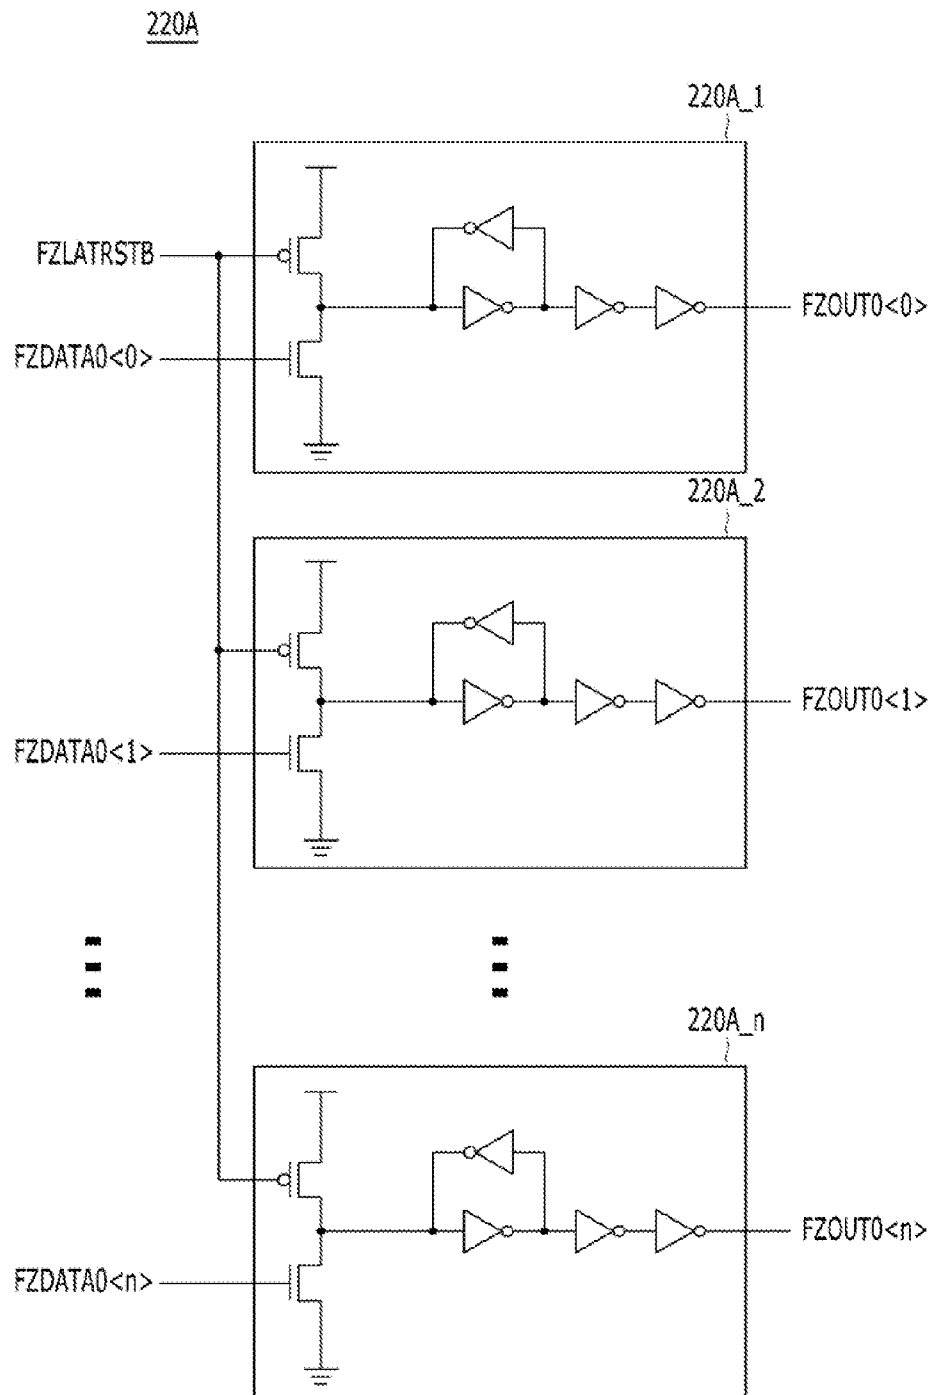 220A
220A_1
FZLATRSTB
FZOUT0<0>
FZDATA0<0>
220A_2
FZOUT0<1>
FZDATA0<1>
220A_n
FZOUT0<n>
FZDATA0<n>